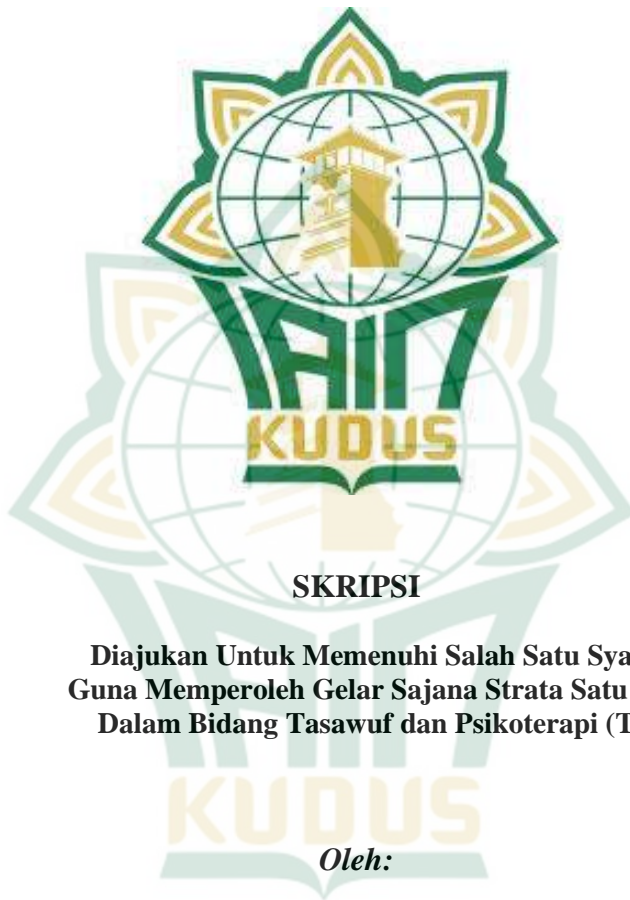 IAIN
KUDUS
SKRIPSI
Diajukan Untuk Memenuhi Salah Satu
Guna Memperoleh Gelar Sajana Strata Satu
Dalam Bidang Tasawuf dan Psikoterapi
Oleh: